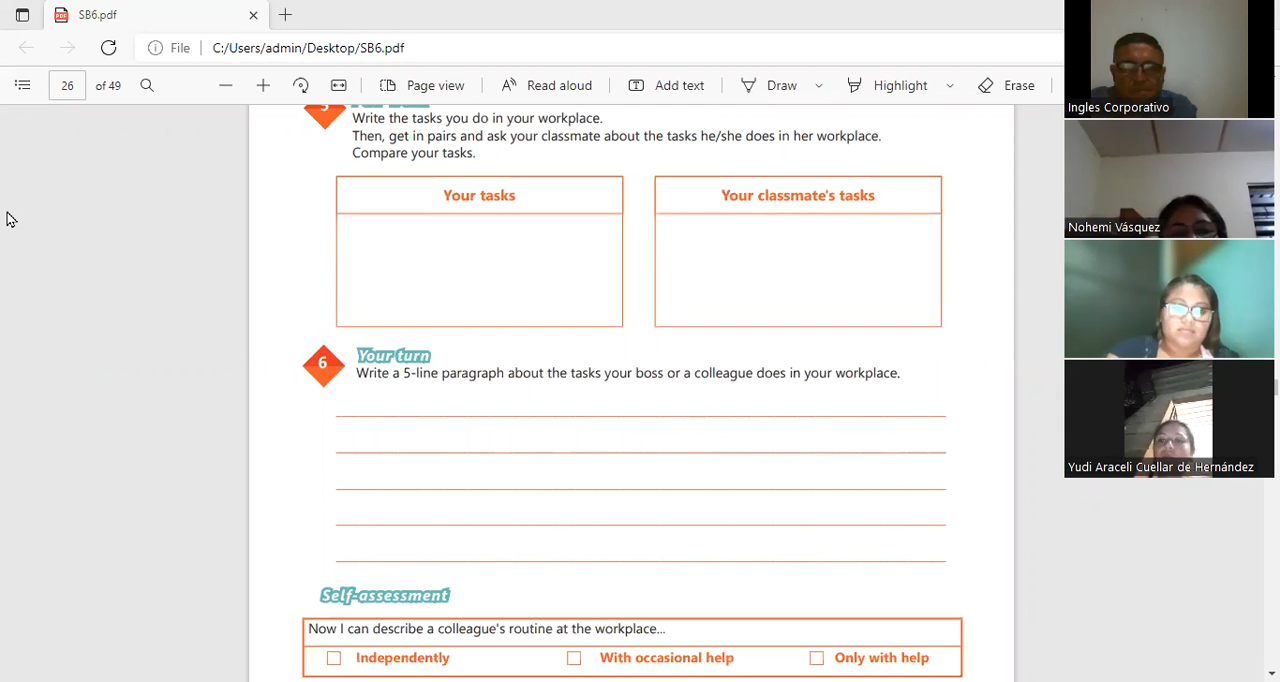 SB6.pdf
File
C:/Users/admin/Desktop/SB6.pdf
26 of 49
Page view
Read aloud
Add text
Draw
Highlight
Erase
Write the tasks you do in your workplace.
Then, get in pairs and ask your classmate about the tasks he/she does in her workplace.
Compare your tasks.
Your tasks
Your classmate's tasks
6
Your turn
Write a 5-line paragraph about the tasks your boss or a colleague does in your workplace.
Self-assessment
Now I can describe a colleague's routine at the workplace...
Independently
With occasional help
Only with help
Ingles Corporativo
Nohemi Vásquez
Yudi Araceli Cuellar de Hernández